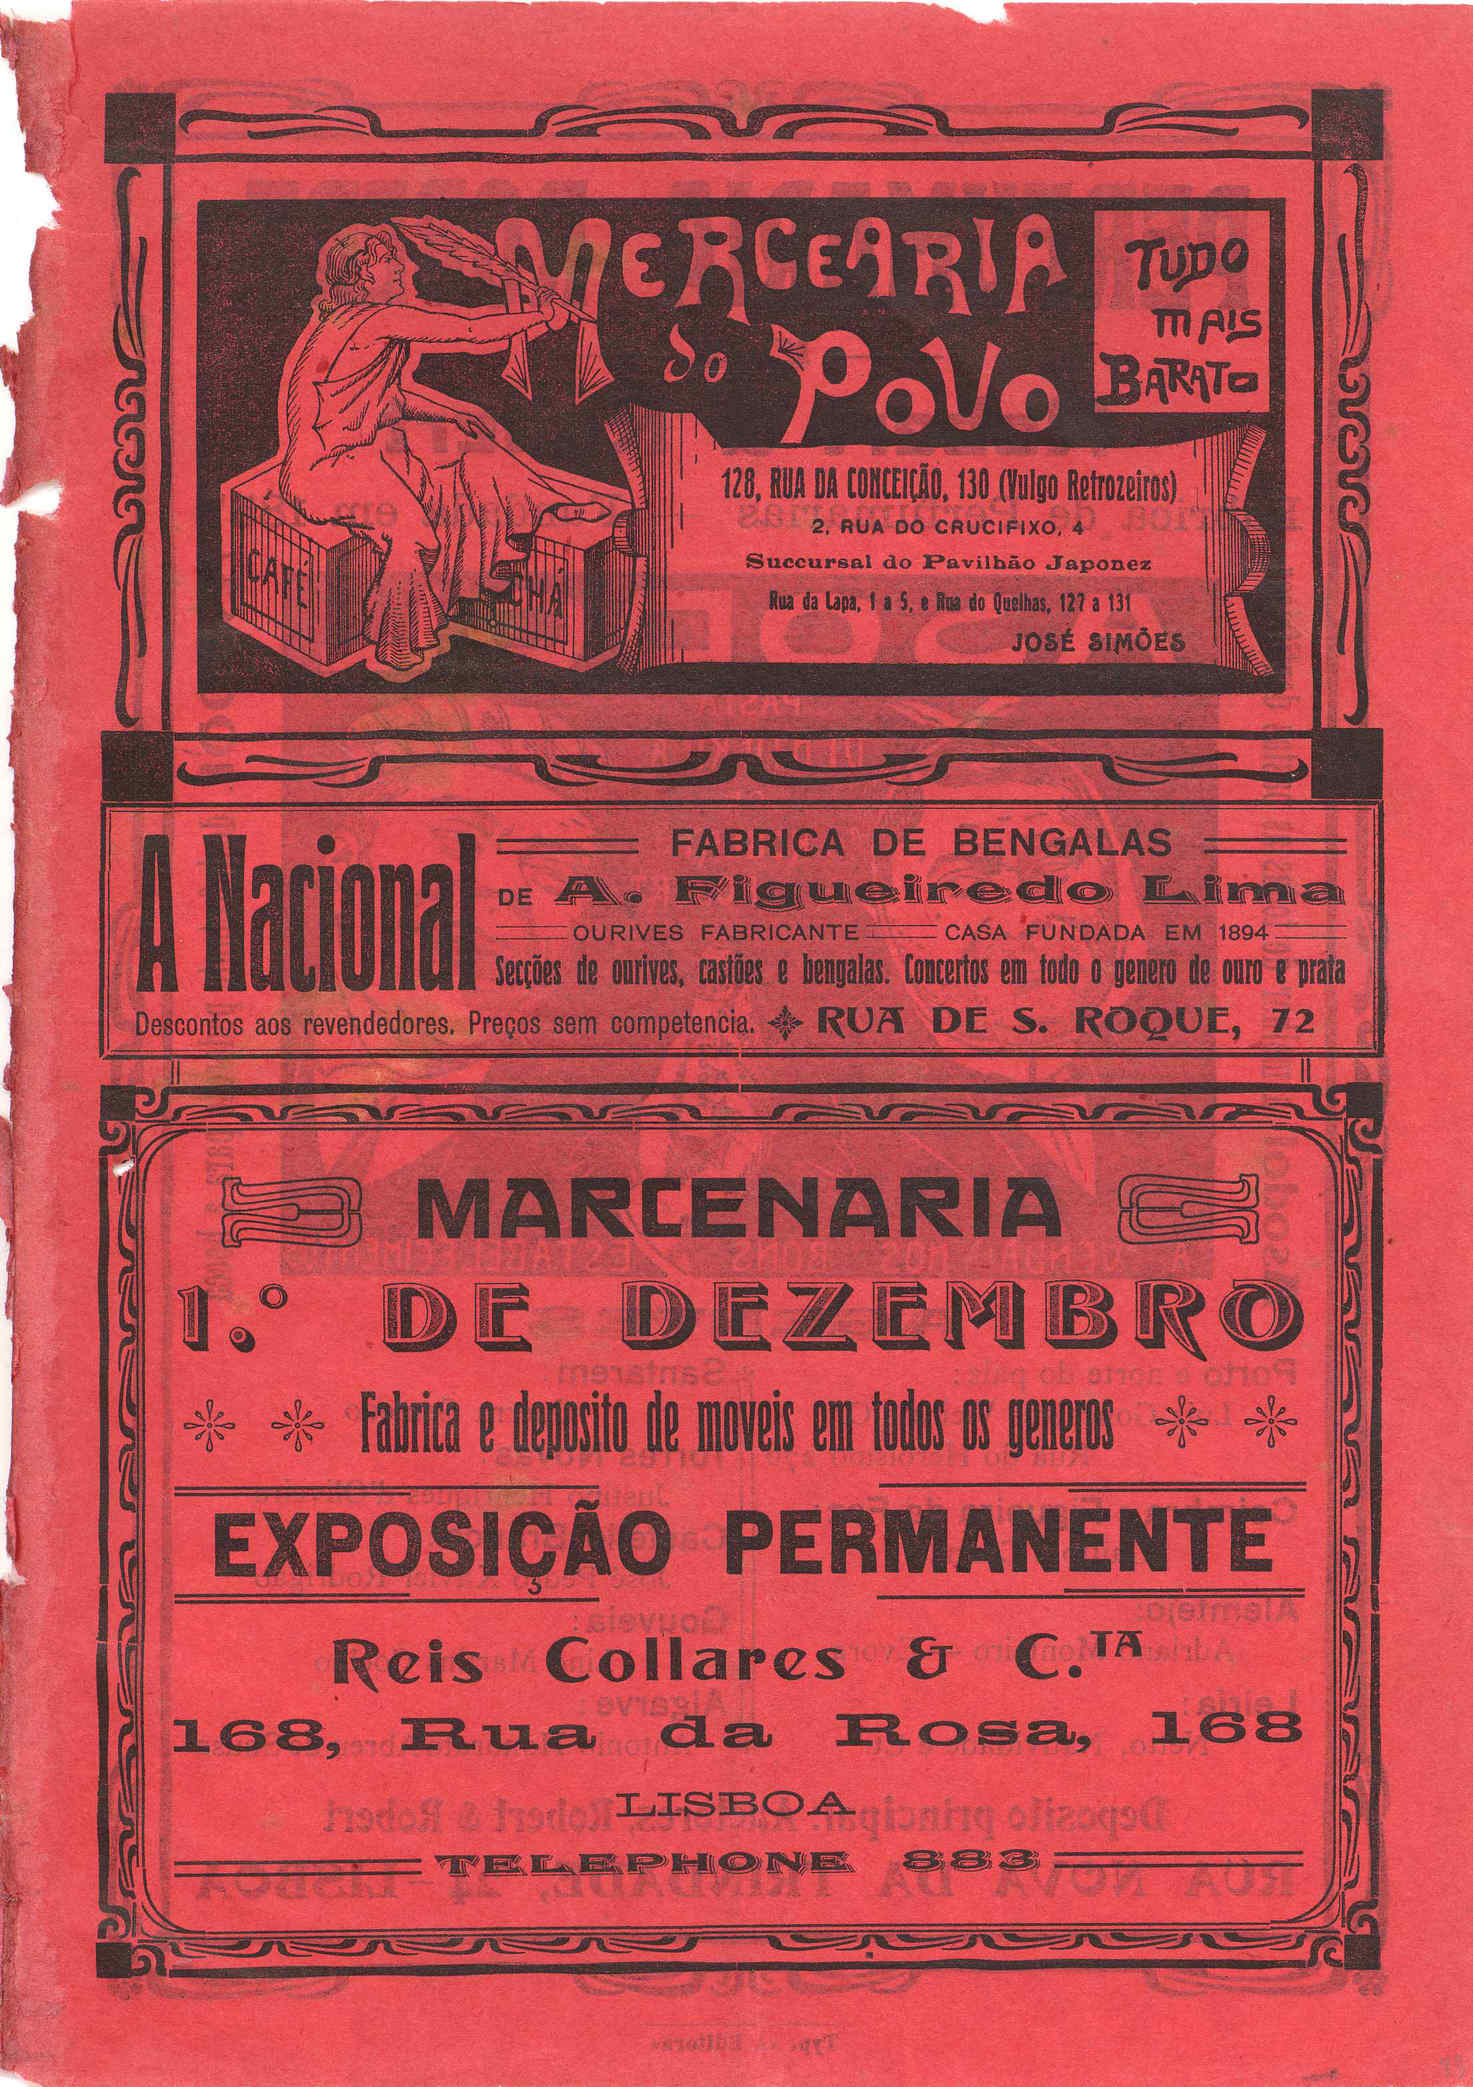 MERCEARIA
do POVO
TUDO
MAIS
BARATO
CAFÉ
CHÁ
128, RUA DA CONCEIÇÃO, 130 (Vulgo Retrozeiros)
2, RUA DO CRUCIFIXO, 4
Succursal do Pavilhão Japonez
Rua da Lapa, 1 a 5, e Rua do Quelhas, 127 a 131
JOSÉ SIMÕES
A Nacional
FABRICA DE BENGALAS
DE A. Figueiredo Lima
OURIVES FABRICANTE CASA FUNDADA EM 1894
Secções de ourives, castões e bengalas. Concertos em todo o genero de ouro e prata
Descontos aos revendedores. Preços sem competencia. RUA DE S. ROQUE, 72
MARCENARIA
1.º DE DEZEMBRO
Fabrica e deposito de moveis em todos os generos
EXPOSIÇÃO PERMANENTE
Reis Collares & C.TA
168, Rua da Rosa, 168
LISBOA
TELEPHONE 883